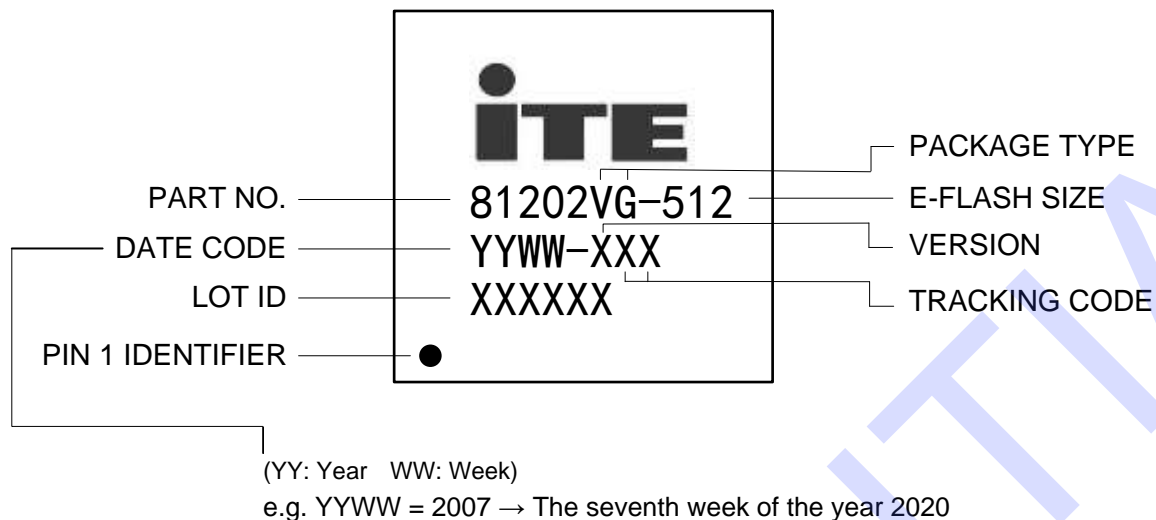 iTE
PACKAGE TYPE
PART NO.
81202VG-512
E-FLASH SIZE
DATE CODE
YYWW-XXX
VERSION
LOT ID
XXXXXX
TRACKING CODE
PIN 1 IDENTIFIER
(YY: Year WW: Week)
e.g. YYWW = 2007 → The seventh week of the year 2020